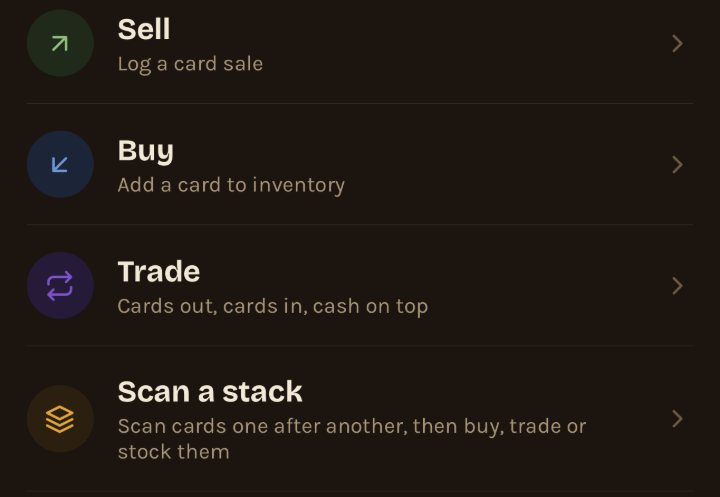 Sell
Log a card sale
Buy
Add a card to inventory
Trade
Cards out, cards in, cash on top
Scan a stack
Scan cards one after another, then buy, trade or
stock them